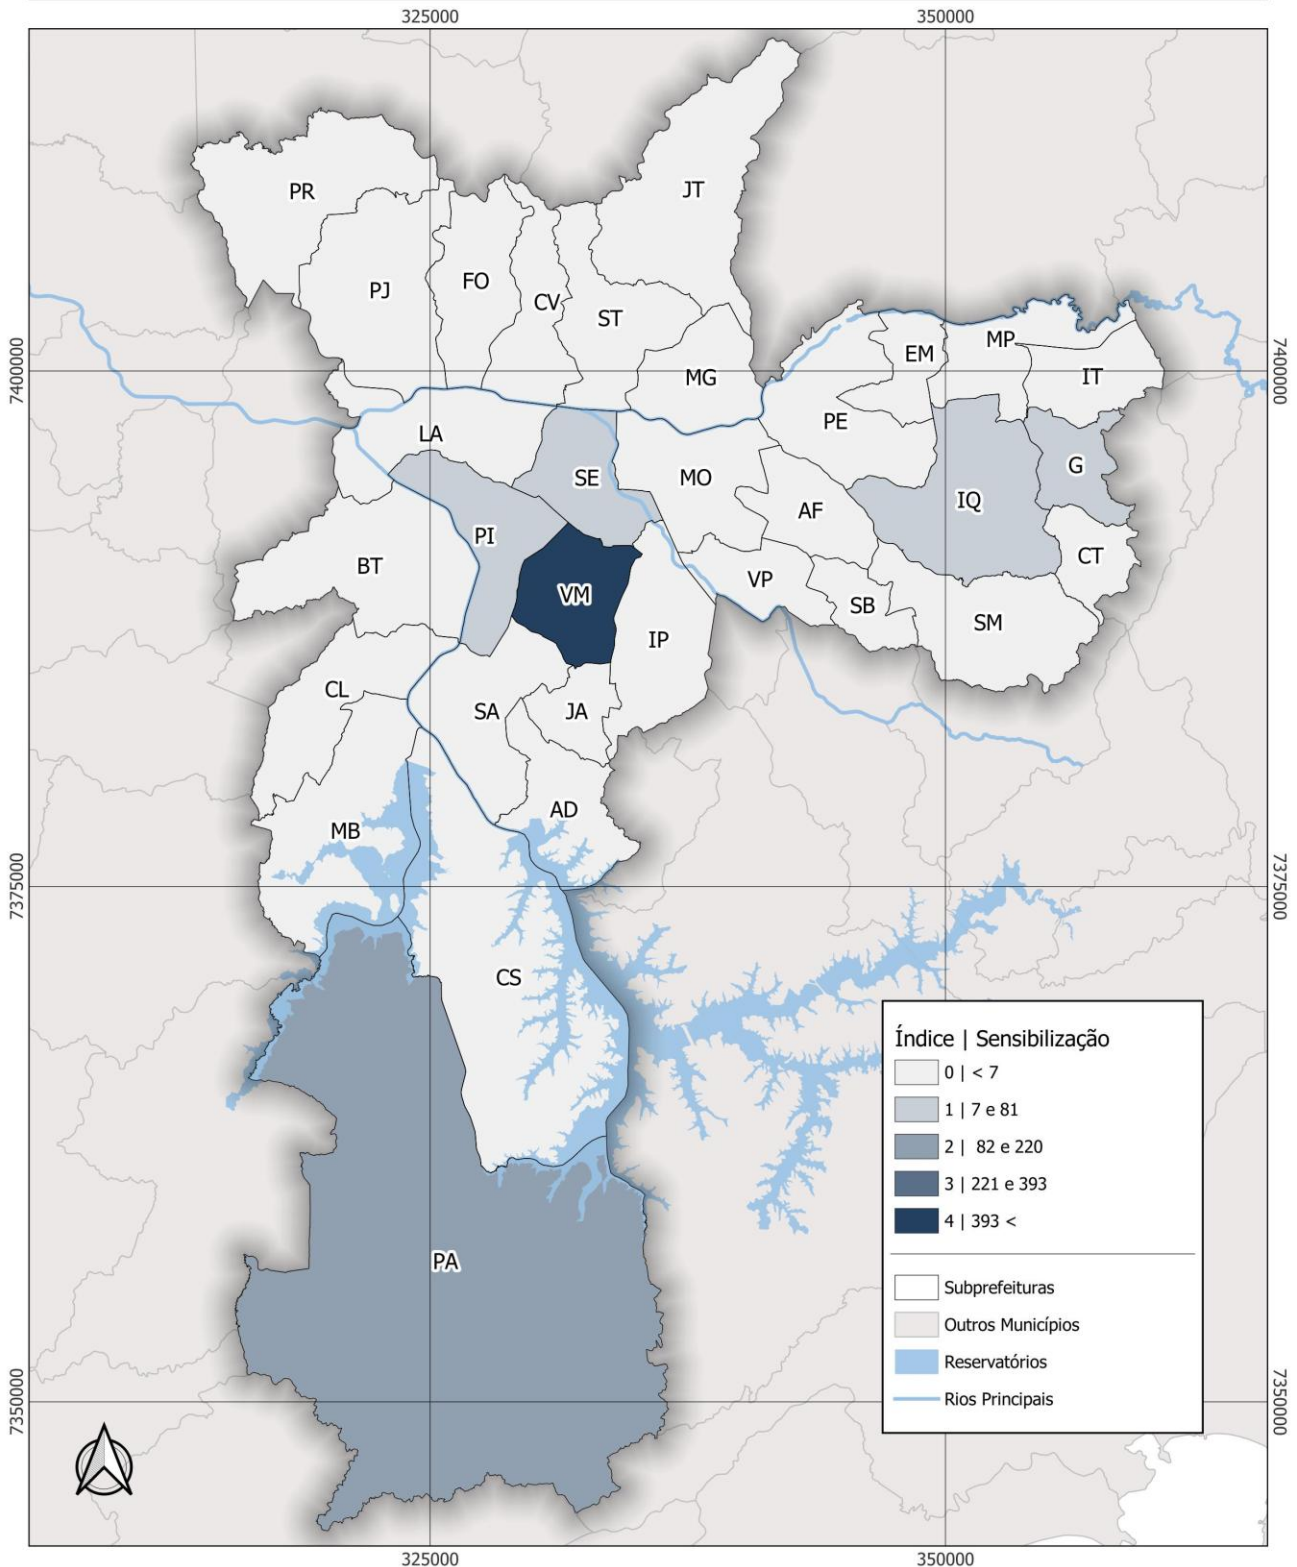 325000 350000
PR
JT
PJ
FO
CV
ST
MG
EM
MP
IT
7400000
7400000
LA
PE
SE
MO
G
IQ
AF
PI
BT
CT
VM
VP
SB
SM
IP
CL
SA
JA
AD
MB
7375000
7375000
CS
Índice | Sensibilização
0 | < 7
1 | 7 e 81
2 | 82 e 220
3 | 221 e 393
4 | 393 <
Subprefeituras
Outros Municípios
Reservatórios
Rios Principais
PA
7350000
7350000
325000 350000